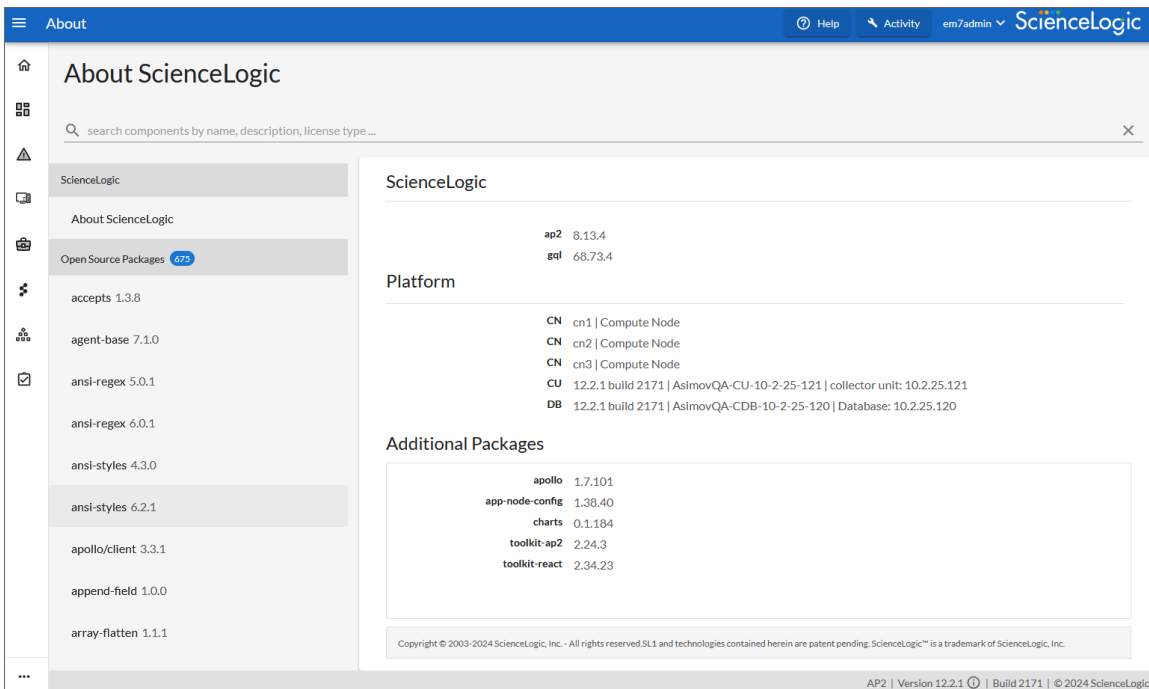 About
Help
Activity
em7admin
ScienceLogic
About ScienceLogic
search components by name, description, license type ...
ScienceLogic
About ScienceLogic
Open Source Packages 675
accepts 1.3.8
agent-base 7.1.0
ansi-regex 5.0.1
ansi-regex 6.0.1
ansi-styles 4.3.0
ansi-styles 6.2.1
apollo/client 3.3.1
append-field 1.0.0
array-flatten 1.1.1
ScienceLogic
ap2 8.13.4
gql 68.73.4
Platform
CN cn1 | Compute Node
CN cn2 | Compute Node
CN cn3 | Compute Node
CU 12.2.1 build 2171 | AsimovQA-CU-10-2-25-121 | collector unit: 10.2.25.121
DB 12.2.1 build 2171 | AsimovQA-CDB-10-2-25-120 | Database: 10.2.25.120
Additional Packages
apollo 1.7.101
app-node-config 1.38.40
charts 0.1.184
toolkit-ap2 2.24.3
toolkit-react 2.34.23
Copyright © 2003-2024 ScienceLogic, Inc. - All rights reserved.SL1 and technologies contained herein are patent pending. ScienceLogic™ is a trademark of ScienceLogic, Inc.
AP2 | Version 12.2.1 | Build 2171 | © 2024 ScienceLogic